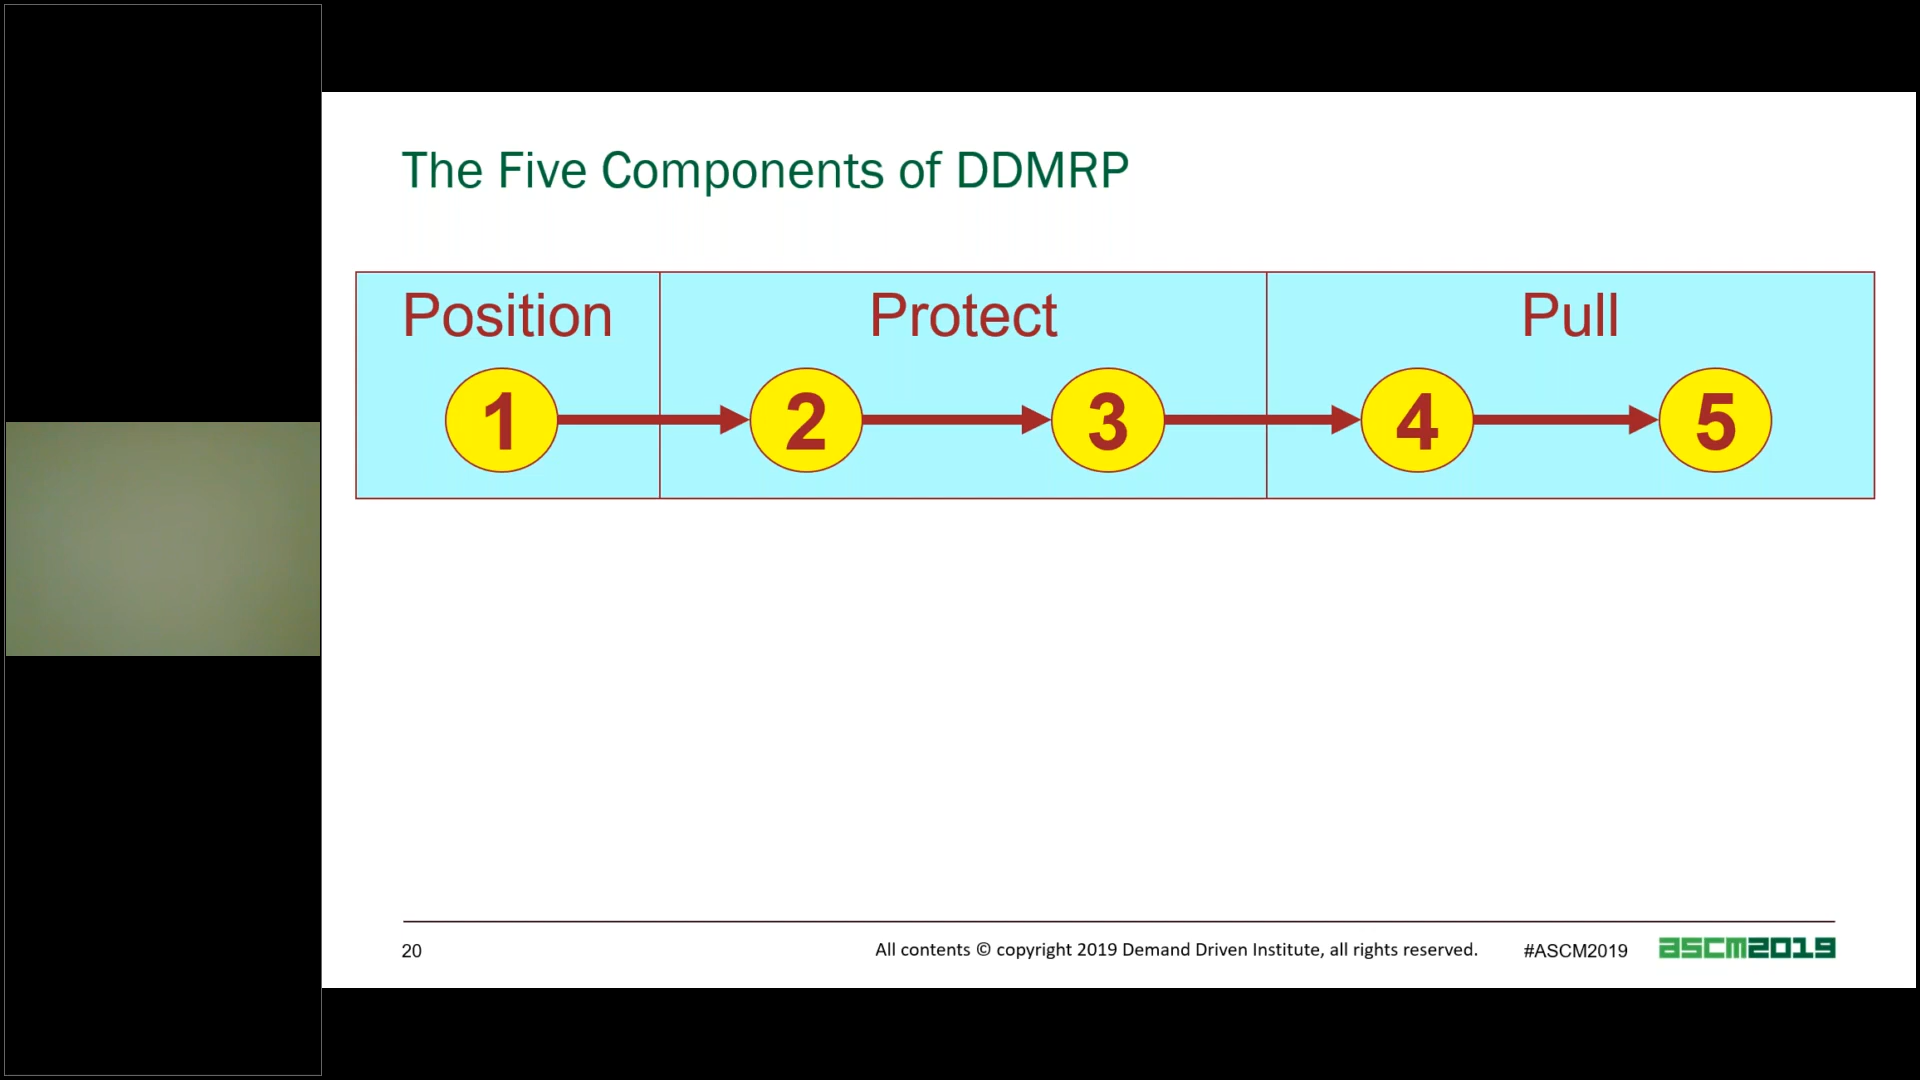 The Five Components of DDMRP
Position Protect Pull
1 2 3 4 5
20 All contents © copyright 2019 Demand Driven Institute, all rights reserved. #ASCM2019 ascm2019